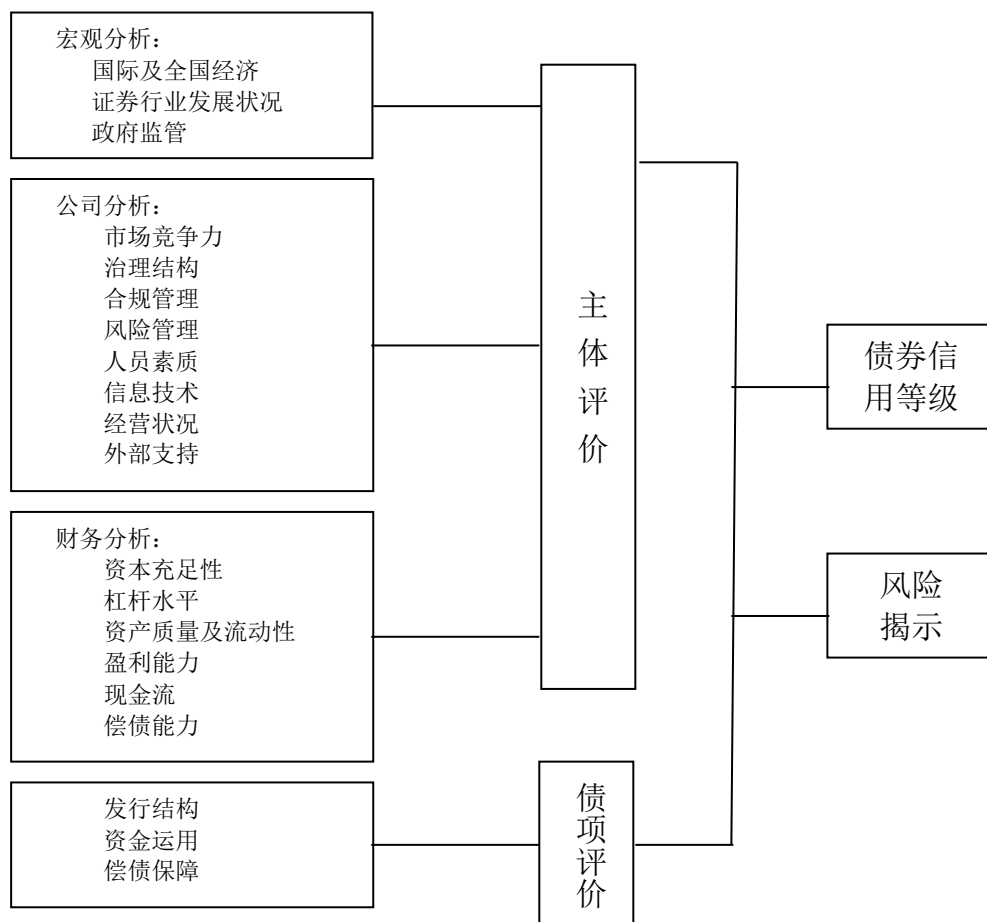 宏观分析：
国际及全国经济
证券行业发展状况
政府监管
公司分析：
市场竞争力
治理结构
合规管理
风险管理
人员素质
信息技术
经营状况
外部支持
财务分析：
资本充足性
杠杆水平
资产质量及流动性
盈利能力
现金流
偿债能力
发行结构
资金运用
偿债保障
主体评价
债项评价
债券信
用等级
风险
揭示